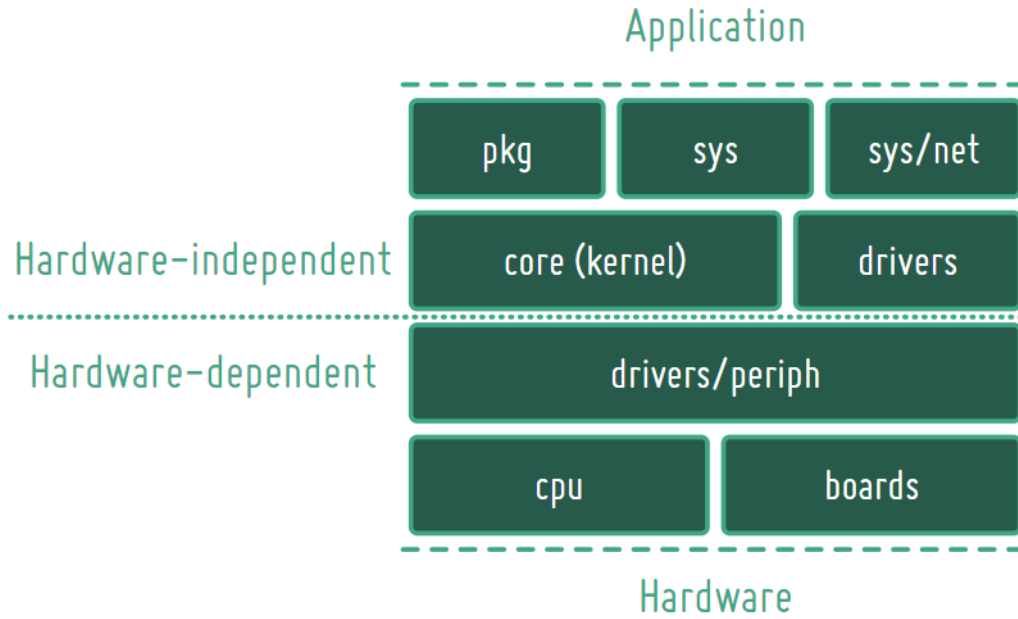 Application
pkg
sys
sys/net
Hardware-independent
core (kernel)
drivers
Hardware-dependent
drivers/periph
cpu
boards
Hardware